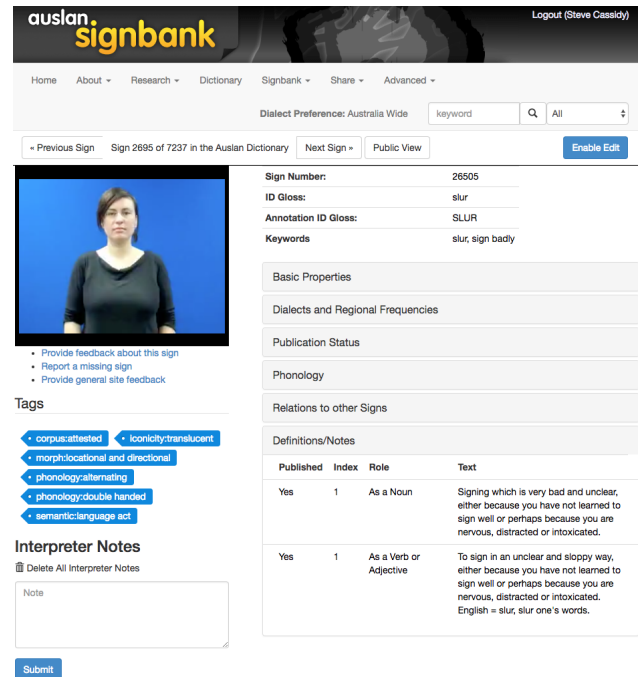 auslan signbank
Logout (Steve Cassidy)
Home About Research Dictionary Signbank Share Advanced
Dialect Preference: Australia Wide keyword All
« Previous Sign Sign 2695 of 7237 in the Auslan Dictionary Next Sign » Public View Enable Edit
Sign Number: 26505
ID Gloss: slur
Annotation ID Gloss: SLUR
Keywords slur, sign badly
Basic Properties
Dialects and Regional Frequencies
Publication Status
Phonology
Relations to other Signs
Definitions/Notes
Published Index Role Text
Yes 1 As a Noun Signing which is very bad and unclear,
either because you have not learned to
sign well or perhaps because you are
nervous, distracted or intoxicated.
Yes 1 As a Verb or To sign in an unclear and sloppy way,
Adjective either because you have not learned to
sign well or perhaps because you are
nervous, distracted or intoxicated.
English = slur, slur one's words.
Provide feedback about this sign
Report a missing sign
Provide general site feedback
Tags
corpus:attested iconicity:translucent
morph:locational and directional
phonology:alternating
phonology:double handed
semantic:language act
Interpreter Notes
Delete All Interpreter Notes
Note
Submit